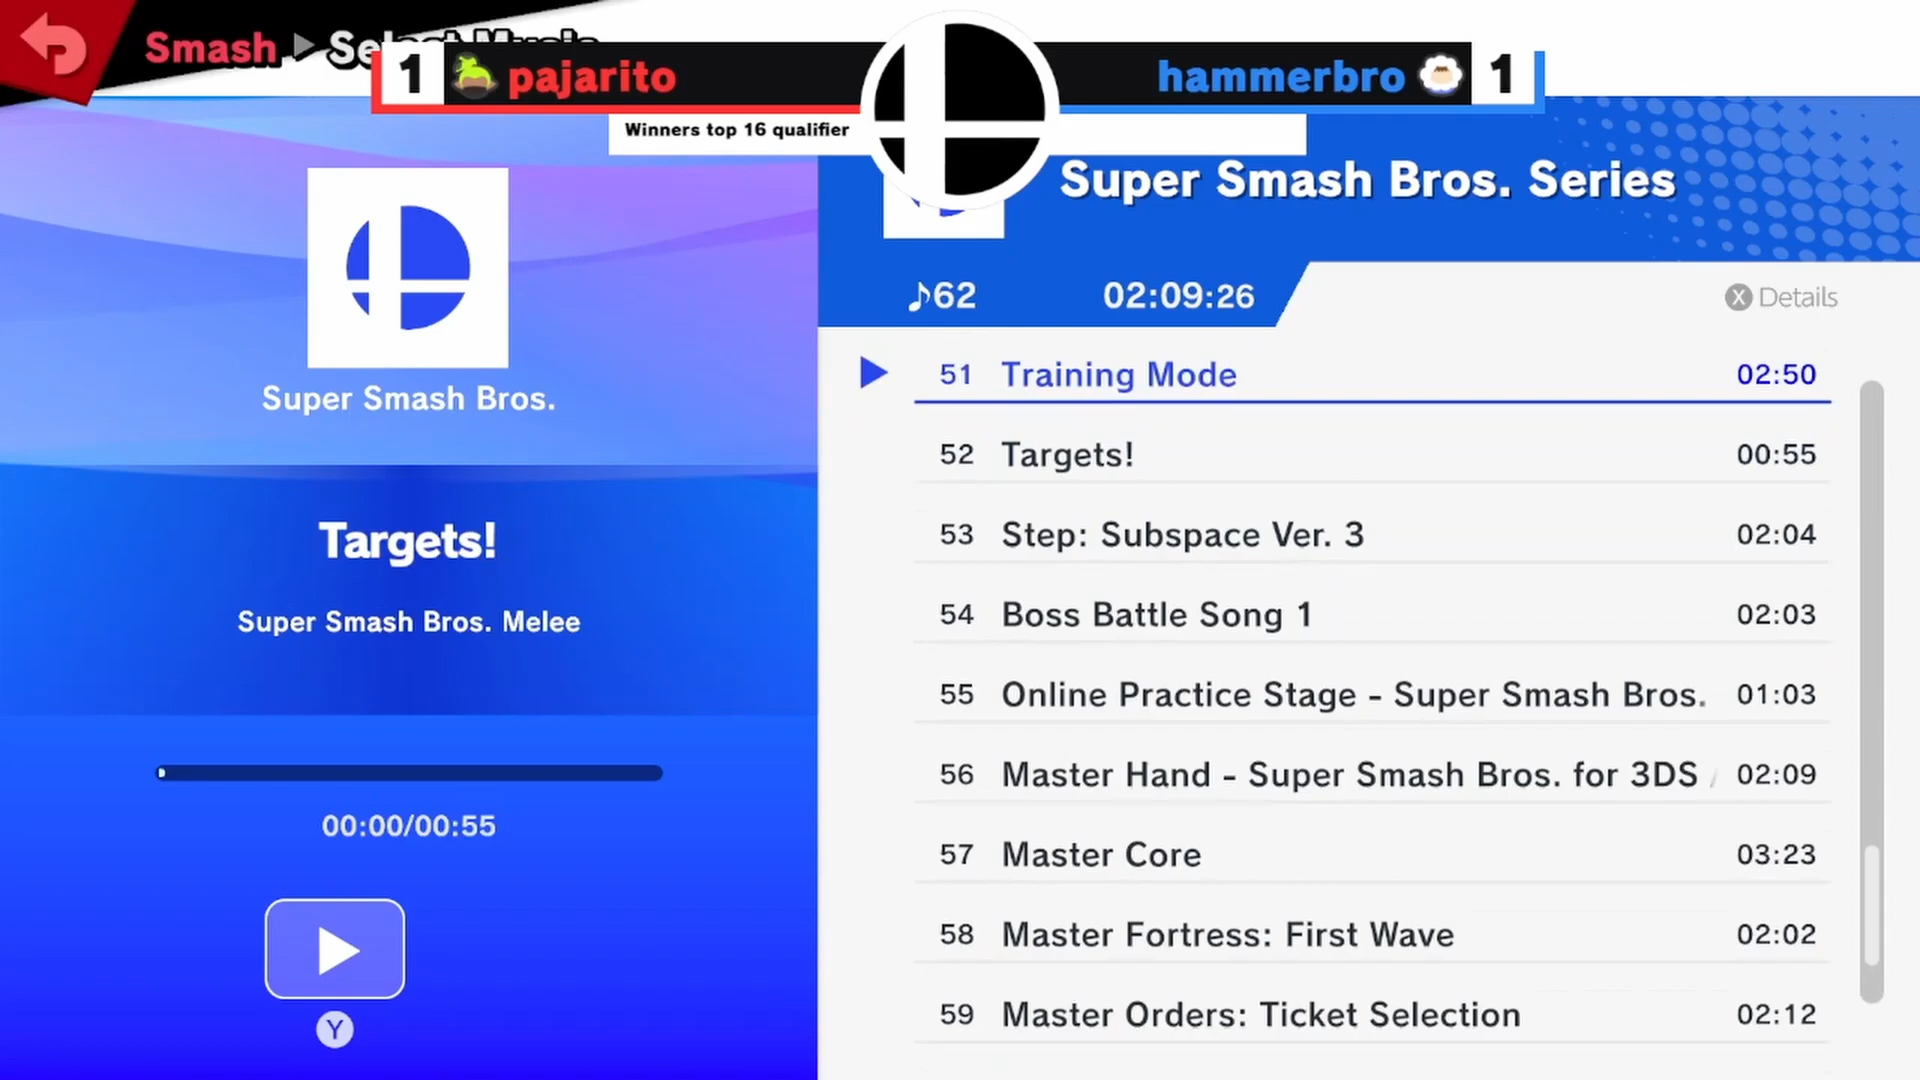 Smash ▶ Select Music
1 pajarito
hammerbro 1
Winners top 16 qualifier
Super Smash Bros. Series
♪62 02:09:26
X Details
Super Smash Bros.
Targets!
Super Smash Bros. Melee
00:00/00:55
Y
51 Training Mode 02:50
52 Targets! 00:55
53 Step: Subspace Ver. 3 02:04
54 Boss Battle Song 1 02:03
55 Online Practice Stage - Super Smash Bros. 01:03
56 Master Hand - Super Smash Bros. for 3DS / 02:09
57 Master Core 03:23
58 Master Fortress: First Wave 02:02
59 Master Orders: Ticket Selection 02:12